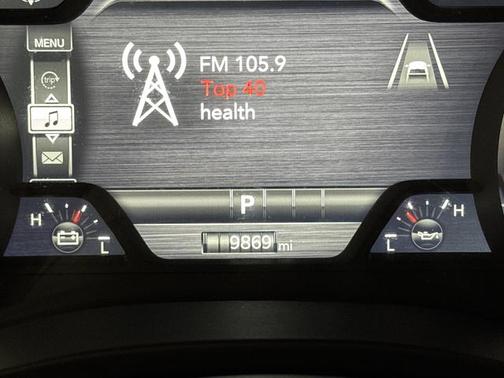 MENU
trip
FM 105.9
Top 40
health
P
H
L
9869 mi
H
L